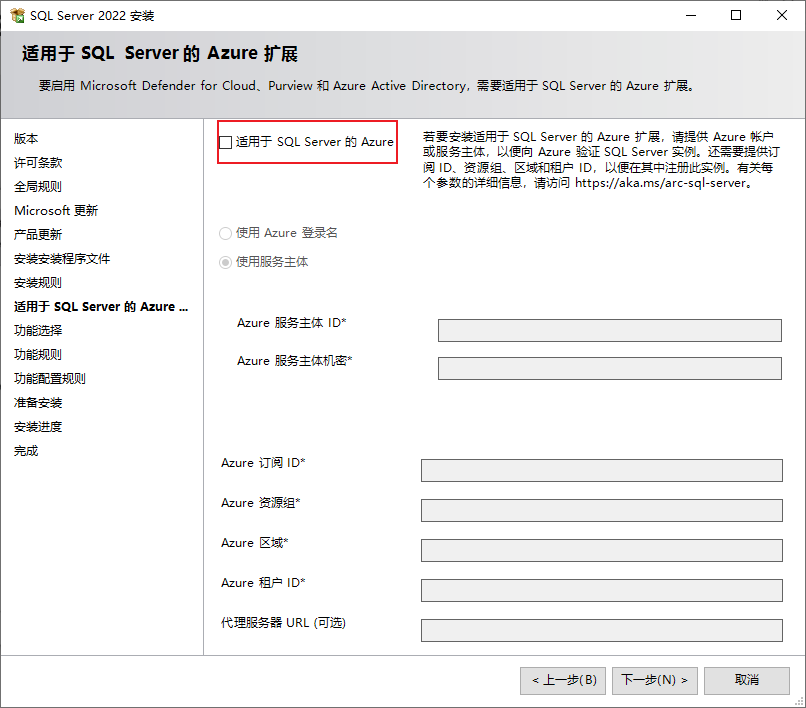 SQL Server 2022 安装
适用于 SQL Server 的 Azure 扩展
要启用 Microsoft Defender for Cloud、Purview 和 Azure Active Directory，需要适用于 SQL Server 的 Azure 扩展。
版本
许可条款
全局规则
Microsoft 更新
产品更新
安装安装程序文件
安装规则
适用于 SQL Server 的 Azure ...
功能选择
功能规则
功能配置规则
准备安装
安装进度
完成
适用于 SQL Server 的 Azure
若要安装适用于 SQL Server 的 Azure 扩展，请提供 Azure 帐户
或服务主体，以便向 Azure 验证 SQL Server 实例。还需要提供订
阅 ID、资源组、区域和租户 ID，以便在其中注册此实例。有关每
个参数的详细信息，请访问 https://aka.ms/arc-sql-server。
使用 Azure 登录名
使用服务主体
Azure 服务主体 ID*
Azure 服务主体机密*
Azure 订阅 ID*
Azure 资源组*
Azure 区域*
Azure 租户 ID*
代理服务器 URL (可选)
< 上一步(B)
下一步(N) >
取消